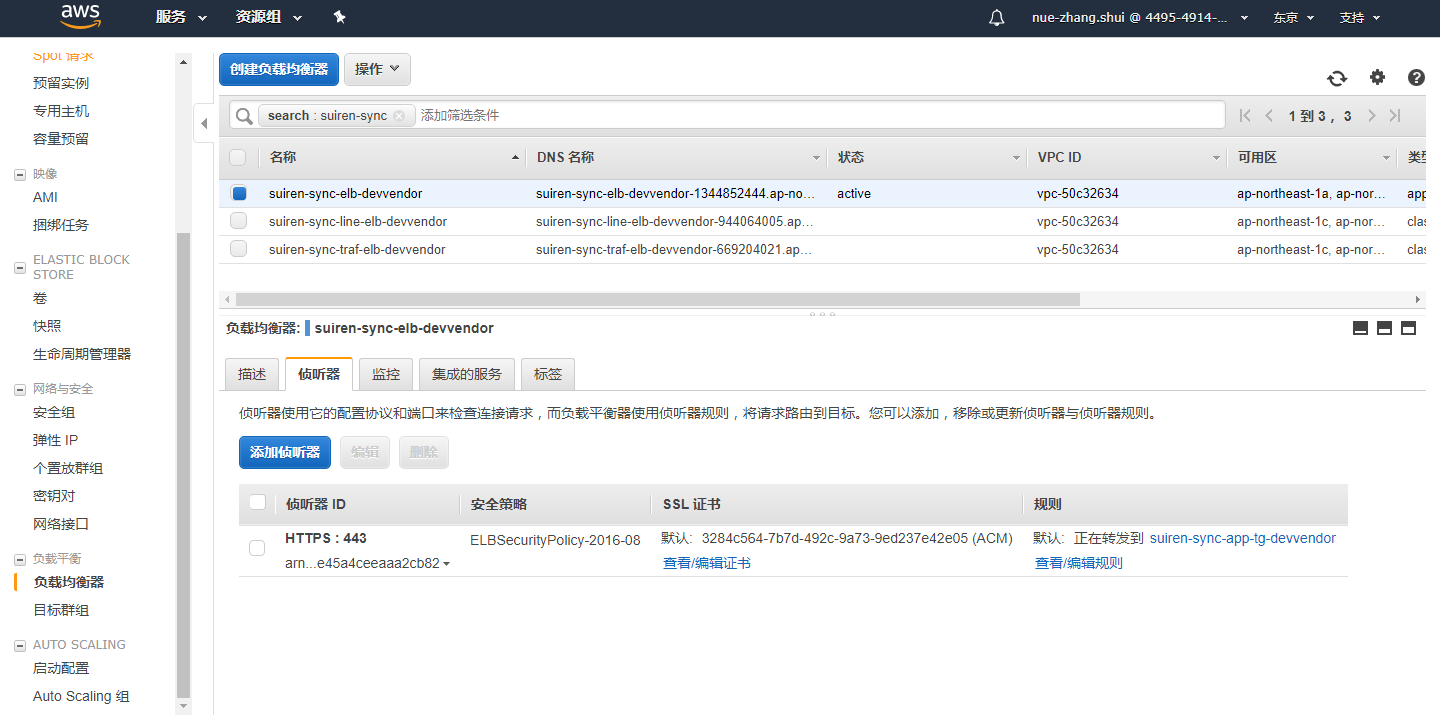 aws 服务 资源组 nue-zhang.shui @ 4495-4914-... 东京 支持
Spot 请求
预留实例
专用主机
容量预留
映像
AMI
捆绑任务
ELASTIC BLOCK
STORE
卷
快照
生命周期管理器
网络与安全
安全组
弹性 IP
个置放群组
密钥对
网络接口
负载平衡
负载均衡器
目标群组
AUTO SCALING
启动配置
Auto Scaling 组
创建负载均衡器 操作
search : suiren-sync 添加筛选条件 1 到 3， 3
名称 DNS 名称 状态 VPC ID 可用区 类型
suiren-sync-elb-devvendor suiren-sync-elb-devvendor-1344852444.ap-no... active vpc-50c32634 ap-northeast-1a, ap-nor... app
suiren-sync-line-elb-devvendor suiren-sync-line-elb-devvendor-944064005.ap... vpc-50c32634 ap-northeast-1c, ap-nor... clas
suiren-sync-traf-elb-devvendor suiren-sync-traf-elb-devvendor-669204021.ap... vpc-50c32634 ap-northeast-1c, ap-nor... clas
负载均衡器: suiren-sync-elb-devvendor
描述 侦听器 监控 集成的服务 标签
侦听器使用它的配置协议和端口来检查连接请求，而负载平衡器使用侦听器规则，将请求路由到目标。您可以添加，移除或更新侦听器与侦听器规则。
添加侦听器 编辑 删除
侦听器 ID 安全策略 SSL 证书 规则
HTTPS : 443 ELBSecurityPolicy-2016-08 默认: 3284c564-7b7d-492c-9a73-9ed237e42e05 (ACM) 默认: 正在转发到 suiren-sync-app-tg-devvendor
arn...e45a4ceeaaa2cb82 查看/编辑证书 查看/编辑规则